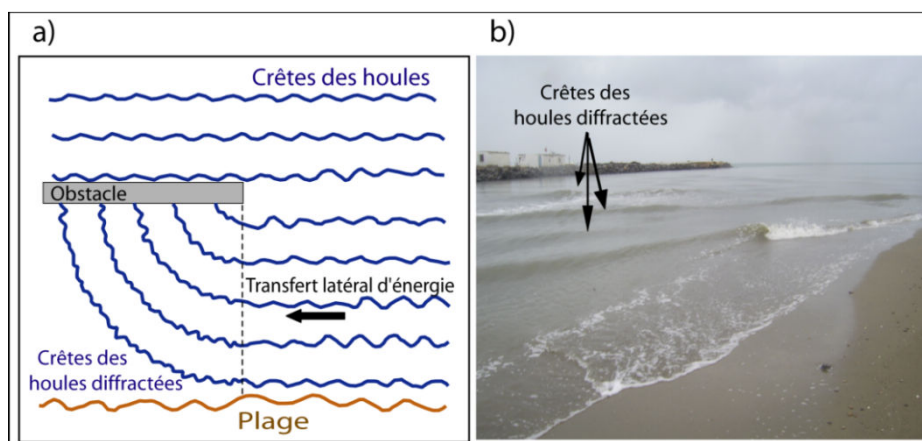 a)
Crêtes des houles
Obstacle
Transfert latéral d'énergie
Crêtes des
houles diffractées
Plage
b)
Crêtes des
houles diffractées